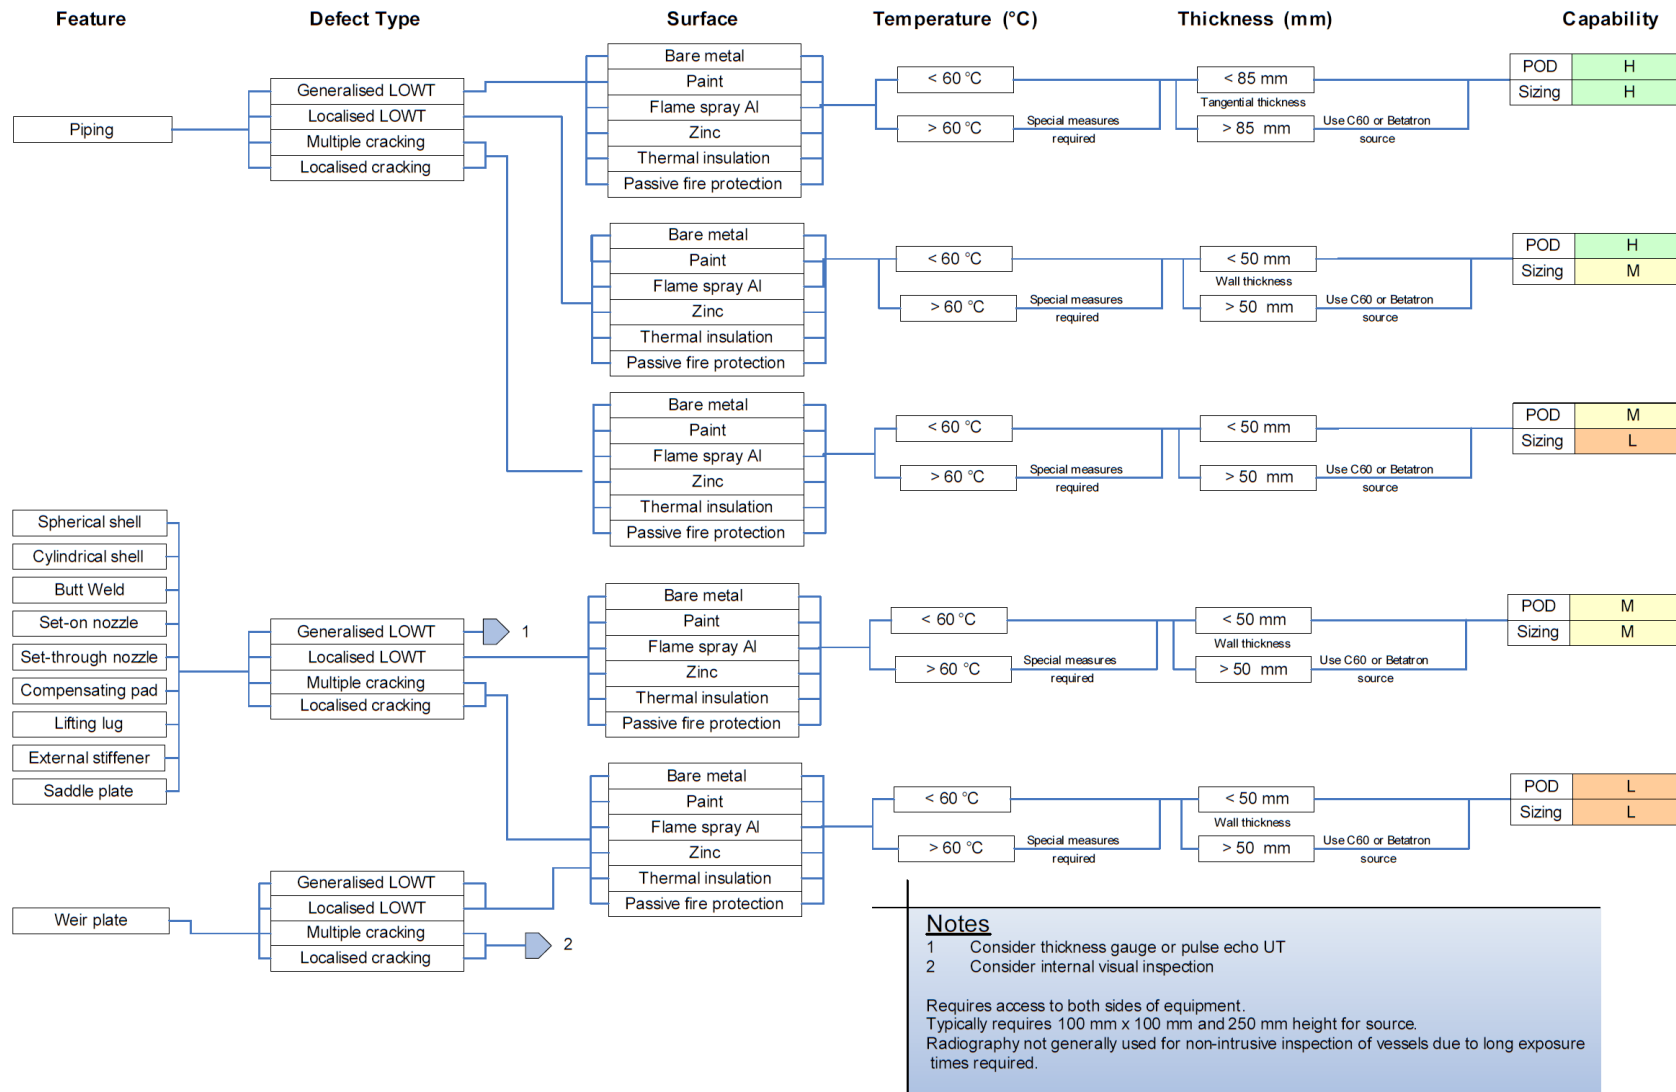 Feature
Defect Type
Surface
Temperature (°C)
Thickness (mm)
Capability
Piping
Generalised LOWT
Localised LOWT
Multiple cracking
Localised cracking
Bare metal
Paint
Flame spray Al
Zinc
Thermal insulation
Passive fire protection
< 60 °C
> 60 °C
Special measures
required
< 85 mm
Tangential thickness
> 85 mm
Use C60 or Betatron
source
POD H
Sizing H
Bare metal
Paint
Flame spray Al
Zinc
Thermal insulation
Passive fire protection
< 60 °C
> 60 °C
Special measures
required
< 50 mm
Wall thickness
> 50 mm
Use C60 or Betatron
source
POD H
Sizing M
Bare metal
Paint
Flame spray Al
Zinc
Thermal insulation
Passive fire protection
< 60 °C
> 60 °C
Special measures
required
< 50 mm
> 50 mm
Use C60 or Betatron
source
POD M
Sizing L
Spherical shell
Cylindrical shell
Butt Weld
Set-on nozzle
Set-through nozzle
Compensating pad
Lifting lug
External stiffener
Saddle plate
Generalised LOWT
1
Localised LOWT
Multiple cracking
Localised cracking
Bare metal
Paint
Flame spray Al
Zinc
Thermal insulation
Passive fire protection
< 60 °C
> 60 °C
Special measures
required
< 50 mm
Wall thickness
> 50 mm
Use C60 or Betatron
source
POD M
Sizing M
Bare metal
Paint
Flame spray Al
Zinc
Thermal insulation
Passive fire protection
< 60 °C
> 60 °C
Special measures
required
< 50 mm
Wall thickness
> 50 mm
Use C60 or Betatron
source
POD L
Sizing L
Weir plate
Generalised LOWT
Localised LOWT
Multiple cracking
Localised cracking
2
Notes
1 Consider thickness gauge or pulse echo UT
2 Consider internal visual inspection
Requires access to both sides of equipment.
Typically requires 100 mm x 100 mm and 250 mm height for source.
Radiography not generally used for non-intrusive inspection of vessels due to long exposure
times required.